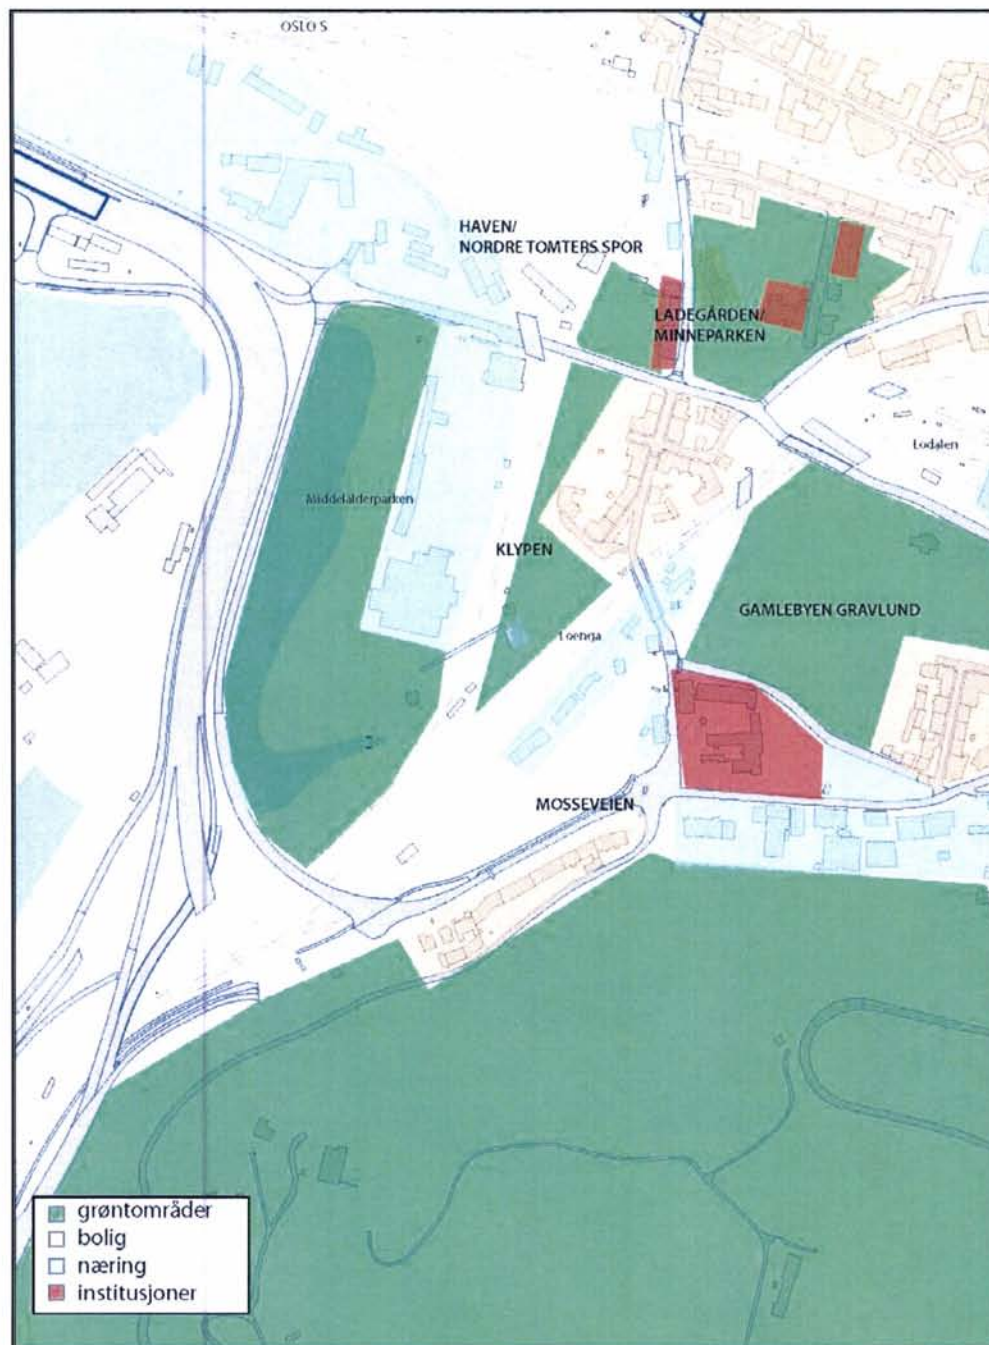 OSLO S
HAVEN/
NORDRE TOMTERS SPOR
LADEGÅRDEN/
MINNEPARKEN
Lodalen
Middelalderparken
KLYPEN
GAMLEBYEN GRAVLUND
Loenga
MOSSEVEIEN
grøntområder
bolig
næring
institusjoner